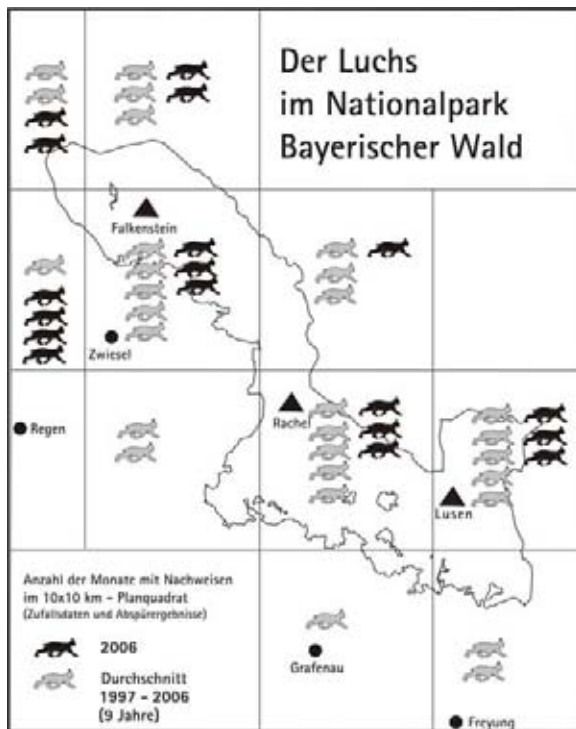 Der Luchs
im Nationalpark
Bayerischer Wald
Falkenstein
Zwiesel
Regen
Rachel
Lusen
Anzahl der Monate mit Nachweisen
im 10x10 km - Planquadrat
(Zufallsdaten und Abspürergebnisse)
2006
Durchschnitt
1997 - 2006
(9 Jahre)
Grafenau
Freyung